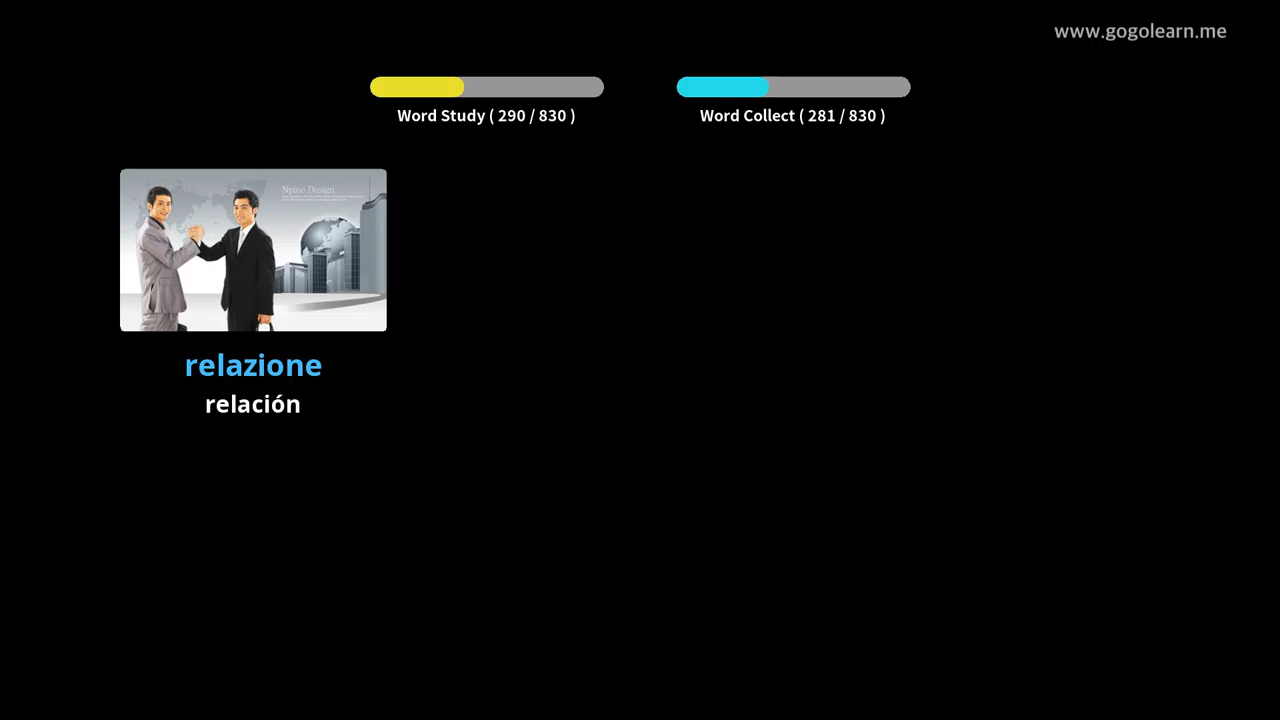 www.gogolearn.me
Word Study ( 290 / 830 )
Word Collect ( 281 / 830 )
Npine Design
relazione
relación